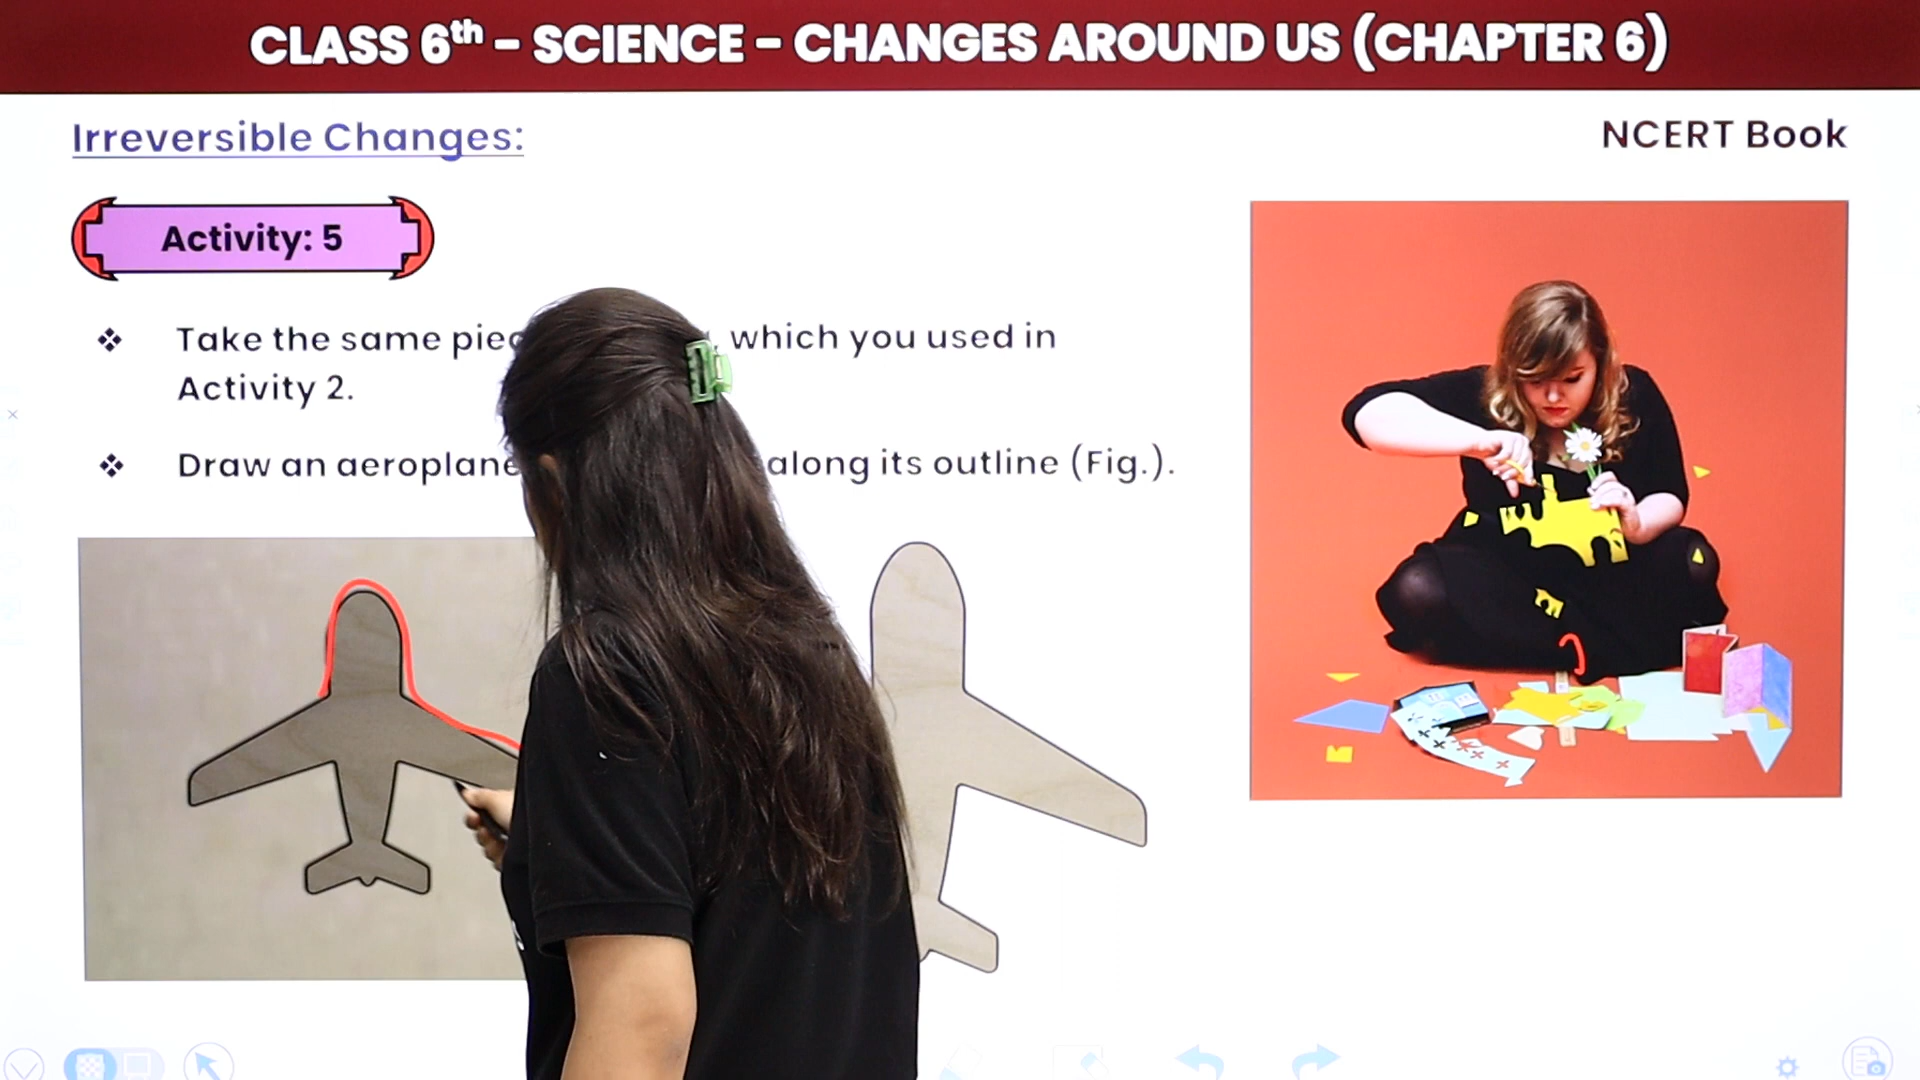 CLASS 6th – SCIENCE – CHANGES AROUND US (CHAPTER 6)
Irreversible Changes:
NCERT Book
Activity: 5
❖ Take the same , which you used in
Activity 2.
❖ Draw an aeroplane along its outline (Fig.).